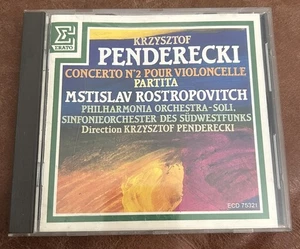 ERATO
KRZYSZTOF
PENDERECKI
CONCERTO N°2 POUR VIOLONCELLE
PARTITA
MSTISLAV ROSTROPOVITCH
PHILHARMONIA ORCHESTRA-SOLI,
SINFONIEORCHESTER DES SÜDWESTFUNKS
Direction KRZYSZTOF PENDERECKI
ECD 75321